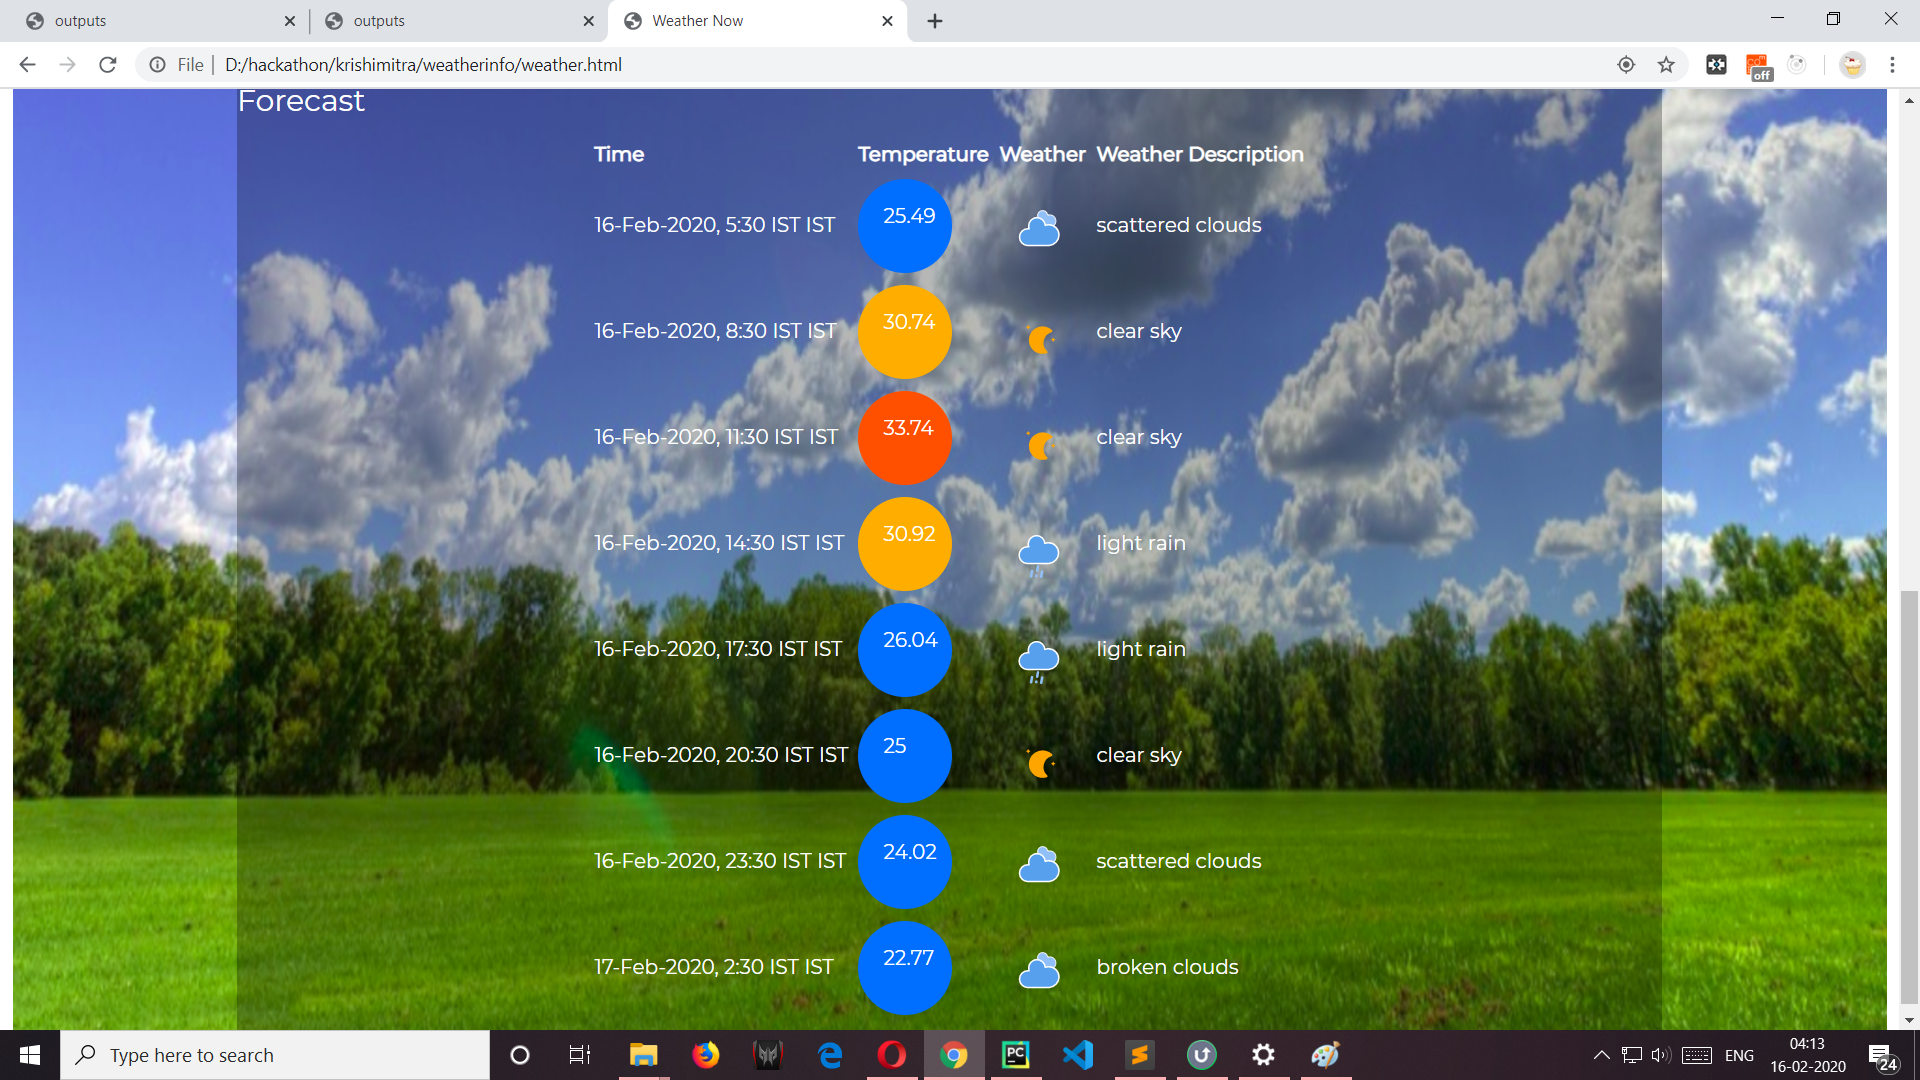 outputs
outputs
Weather Now
File
D:/hackathon/krishimitra/weatherinfo/weather.html
off
Forecast
Time Temperature Weather Weather Description
16-Feb-2020, 5:30 IST IST 25.49 scattered clouds
16-Feb-2020, 8:30 IST IST 30.74 clear sky
16-Feb-2020, 11:30 IST IST 33.74 clear sky
16-Feb-2020, 14:30 IST IST 30.92 light rain
16-Feb-2020, 17:30 IST IST 26.04 light rain
16-Feb-2020, 20:30 IST IST 25 clear sky
16-Feb-2020, 23:30 IST IST 24.02 scattered clouds
17-Feb-2020, 2:30 IST IST 22.77 broken clouds
Type here to search
PC
ENG
04:13
16-02-2020
24